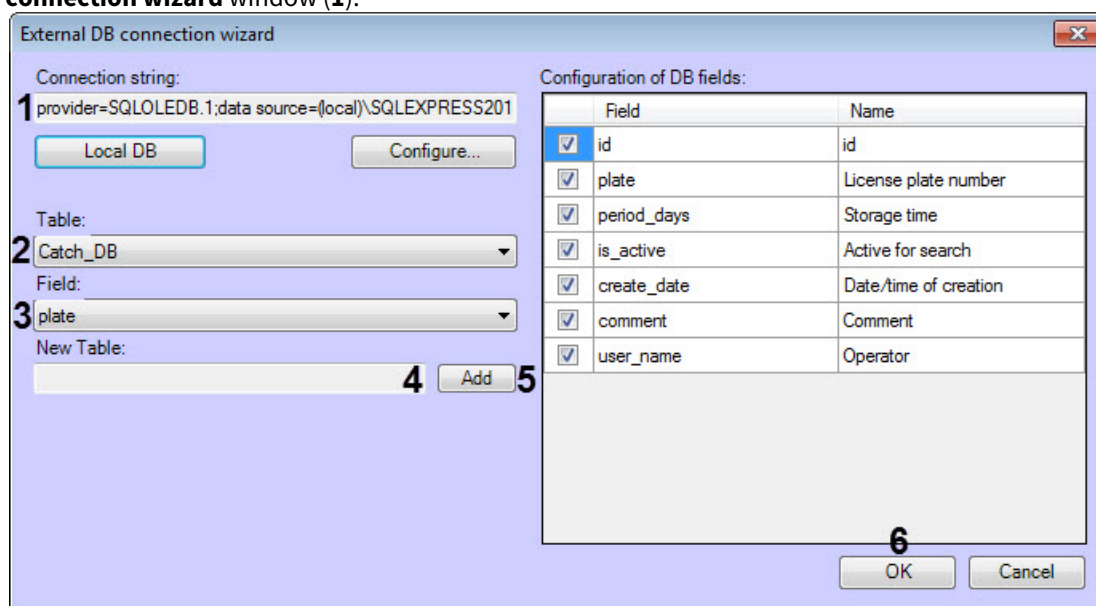 connection wizard window (1).
External DB connection wizard
Connection string:
1 provider=SQLOLEDB.1;data source=(local)\SQLEXPRESS201
Local DB Configure...
Table:
2 Catch_DB
Field:
3 plate
New Table:
4 Add 5
Configuration of DB fields:
Field Name
id id
plate License plate number
period_days Storage time
is_active Active for search
create_date Date/time of creation
comment Comment
user_name Operator
6
OK Cancel